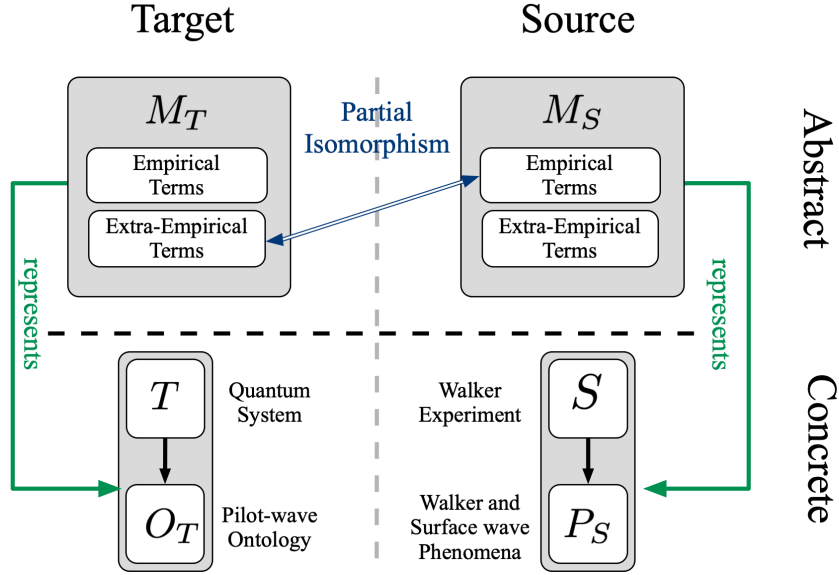 Target
Source
M_T
Partial
Isomorphism
M_S
Empirical
Terms
Empirical
Terms
Extra-Empirical
Terms
Extra-Empirical
Terms
Abstract
represents
represents
T
Quantum
System
Walker
Experiment
S
Concrete
O_T
Pilot-wave
Ontology
Walker and
Surface wave
Phenomena
P_S